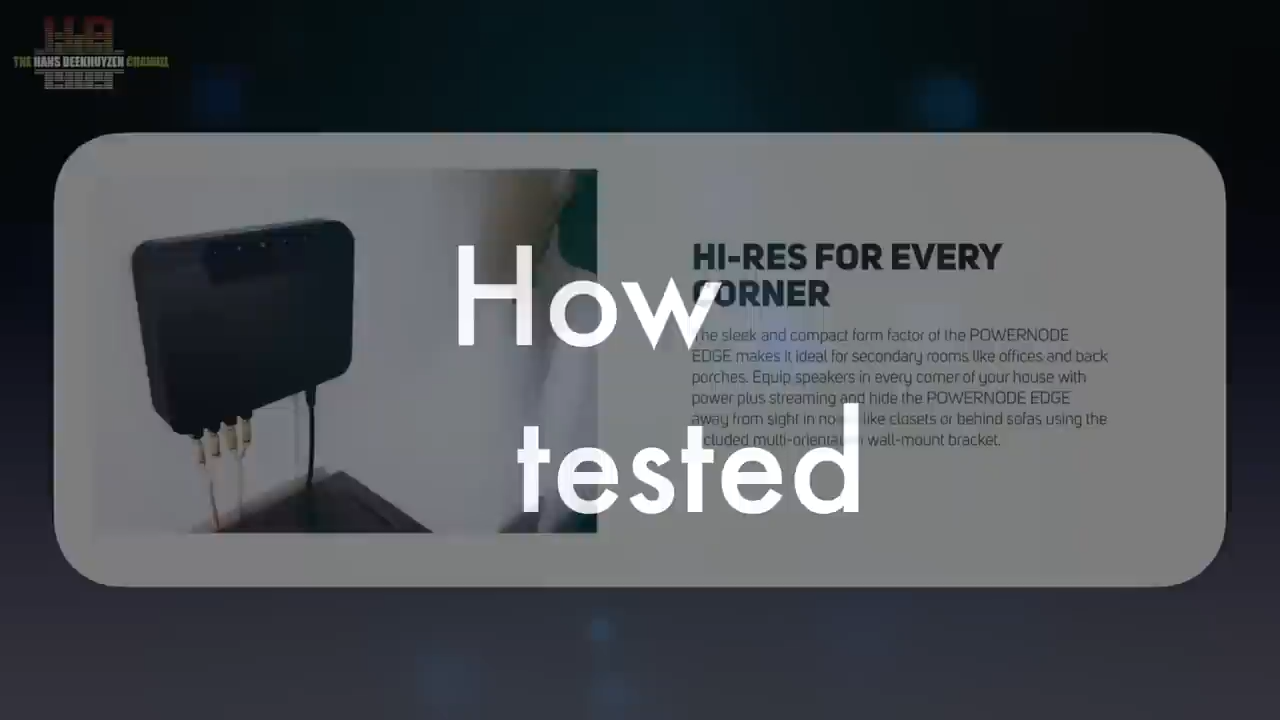 THE HANS BEEKHUYZEN CHANNEL
How
tested
HI-RES FOR EVERY
CORNER
The sleek and compact form factor of the POWERNODE
EDGE makes it ideal for secondary rooms like offices and back
porches. Equip speakers in every corner of your house with
power plus streaming and hide the POWERNODE EDGE
away from sight in like closets or behind sofas using the
wall-mount bracket.